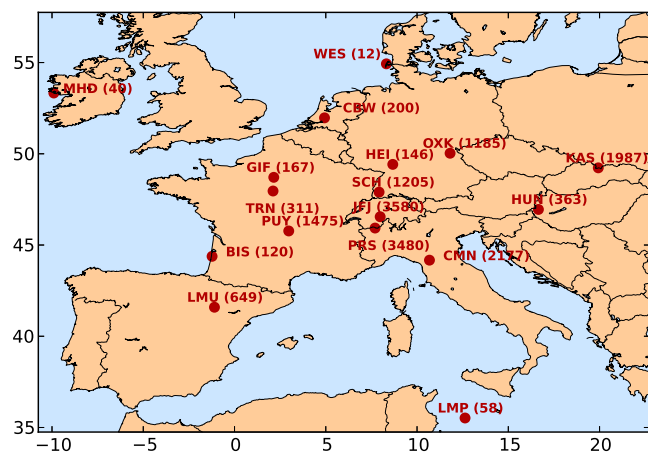 55
WES (12)
MHD (40)
CBW (200)
50
OXK (1185)
HEI (146)
KAS (1987)
GIF (167)
SCH (1205)
HUN (363)
TRN (311)
JFJ (3580)
PUY (1475)
45
PRS (3480)
BIS (120)
CMN (2177)
LMU (649)
40
LMP (58)
35
−10 −5 0 5 10 15 20